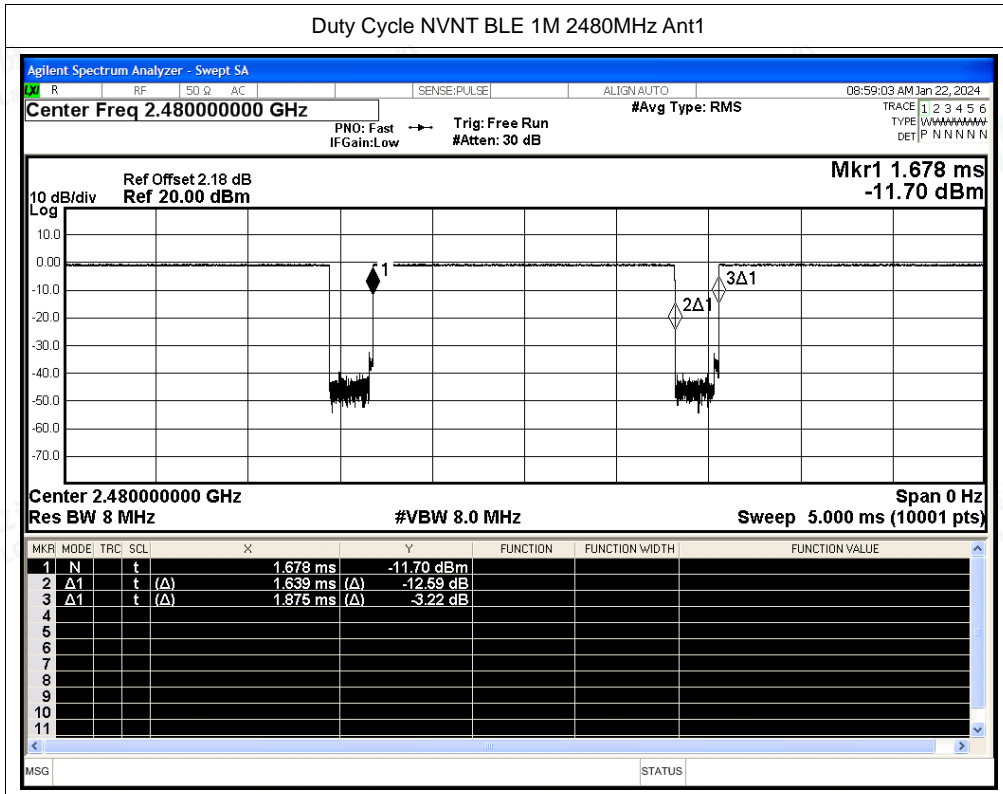 Duty Cycle NVNT BLE 1M 2480MHz Ant1
Agilent Spectrum Analyzer - Swept SA
LXI R RF 50 Ω AC SENSE:PULSE ALIGN AUTO 08:59:03 AM Jan 22, 2024
Center Freq 2.480000000 GHz #Avg Type: RMS TRACE 1 2 3 4 5 6
PNO: Fast Trig: Free Run TYPE WWWWWW
IFGain:Low #Atten: 30 dB DET P N N N N N
Mkr1 1.678 ms
Ref Offset 2.18 dB
10 dB/div Ref 20.00 dBm -11.70 dBm
Log
10.0
0.00
1
-10.0
3Δ1
-20.0
2Δ1
-30.0
-40.0
-50.0
-60.0
-70.0
Center 2.480000000 GHz Span 0 Hz
Res BW 8 MHz #VBW 8.0 MHz Sweep 5.000 ms (10001 pts)
MKR MODE TRC SCL X Y FUNCTION FUNCTION WIDTH FUNCTION VALUE
1 N t 1.678 ms -11.70 dBm
2 Δ1 t (Δ) 1.639 ms (Δ) -12.59 dB
3 Δ1 t (Δ) 1.875 ms (Δ) -3.22 dB
4
5
6
7
8
9
10
11
MSG STATUS